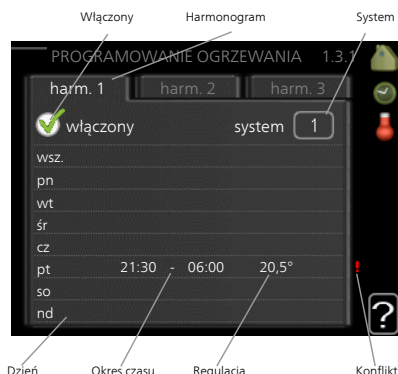 Włączony Harmonogram System
PROGRAMOWANIE OGRZEWANIA 1.3.1
harm. 1 harm. 2 harm. 3
włączony system 1
wsz.
pn
wt
śr
cz
pt 21:30 - 06:00 20,5° !
so
nd
?
Dzień Okres czasu Regulacja Konflikt